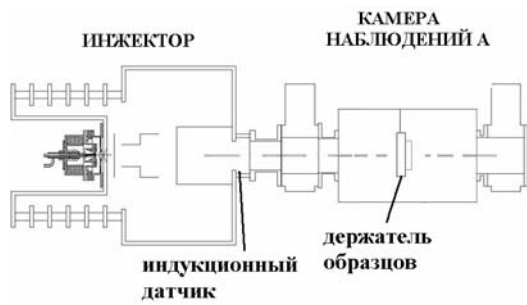 ИНЖЕКТОР
КАМЕРА
НАБЛЮДЕНИЙ А
индукционный
датчик
держатель
образцов